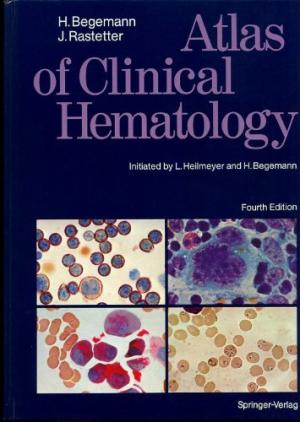 H. Begemann
J. Rastetter
Atlas
of Clinical
Hematology
Initiated by L. Heilmeyer and H. Begemann
Fourth Edition
Springer-Verlag